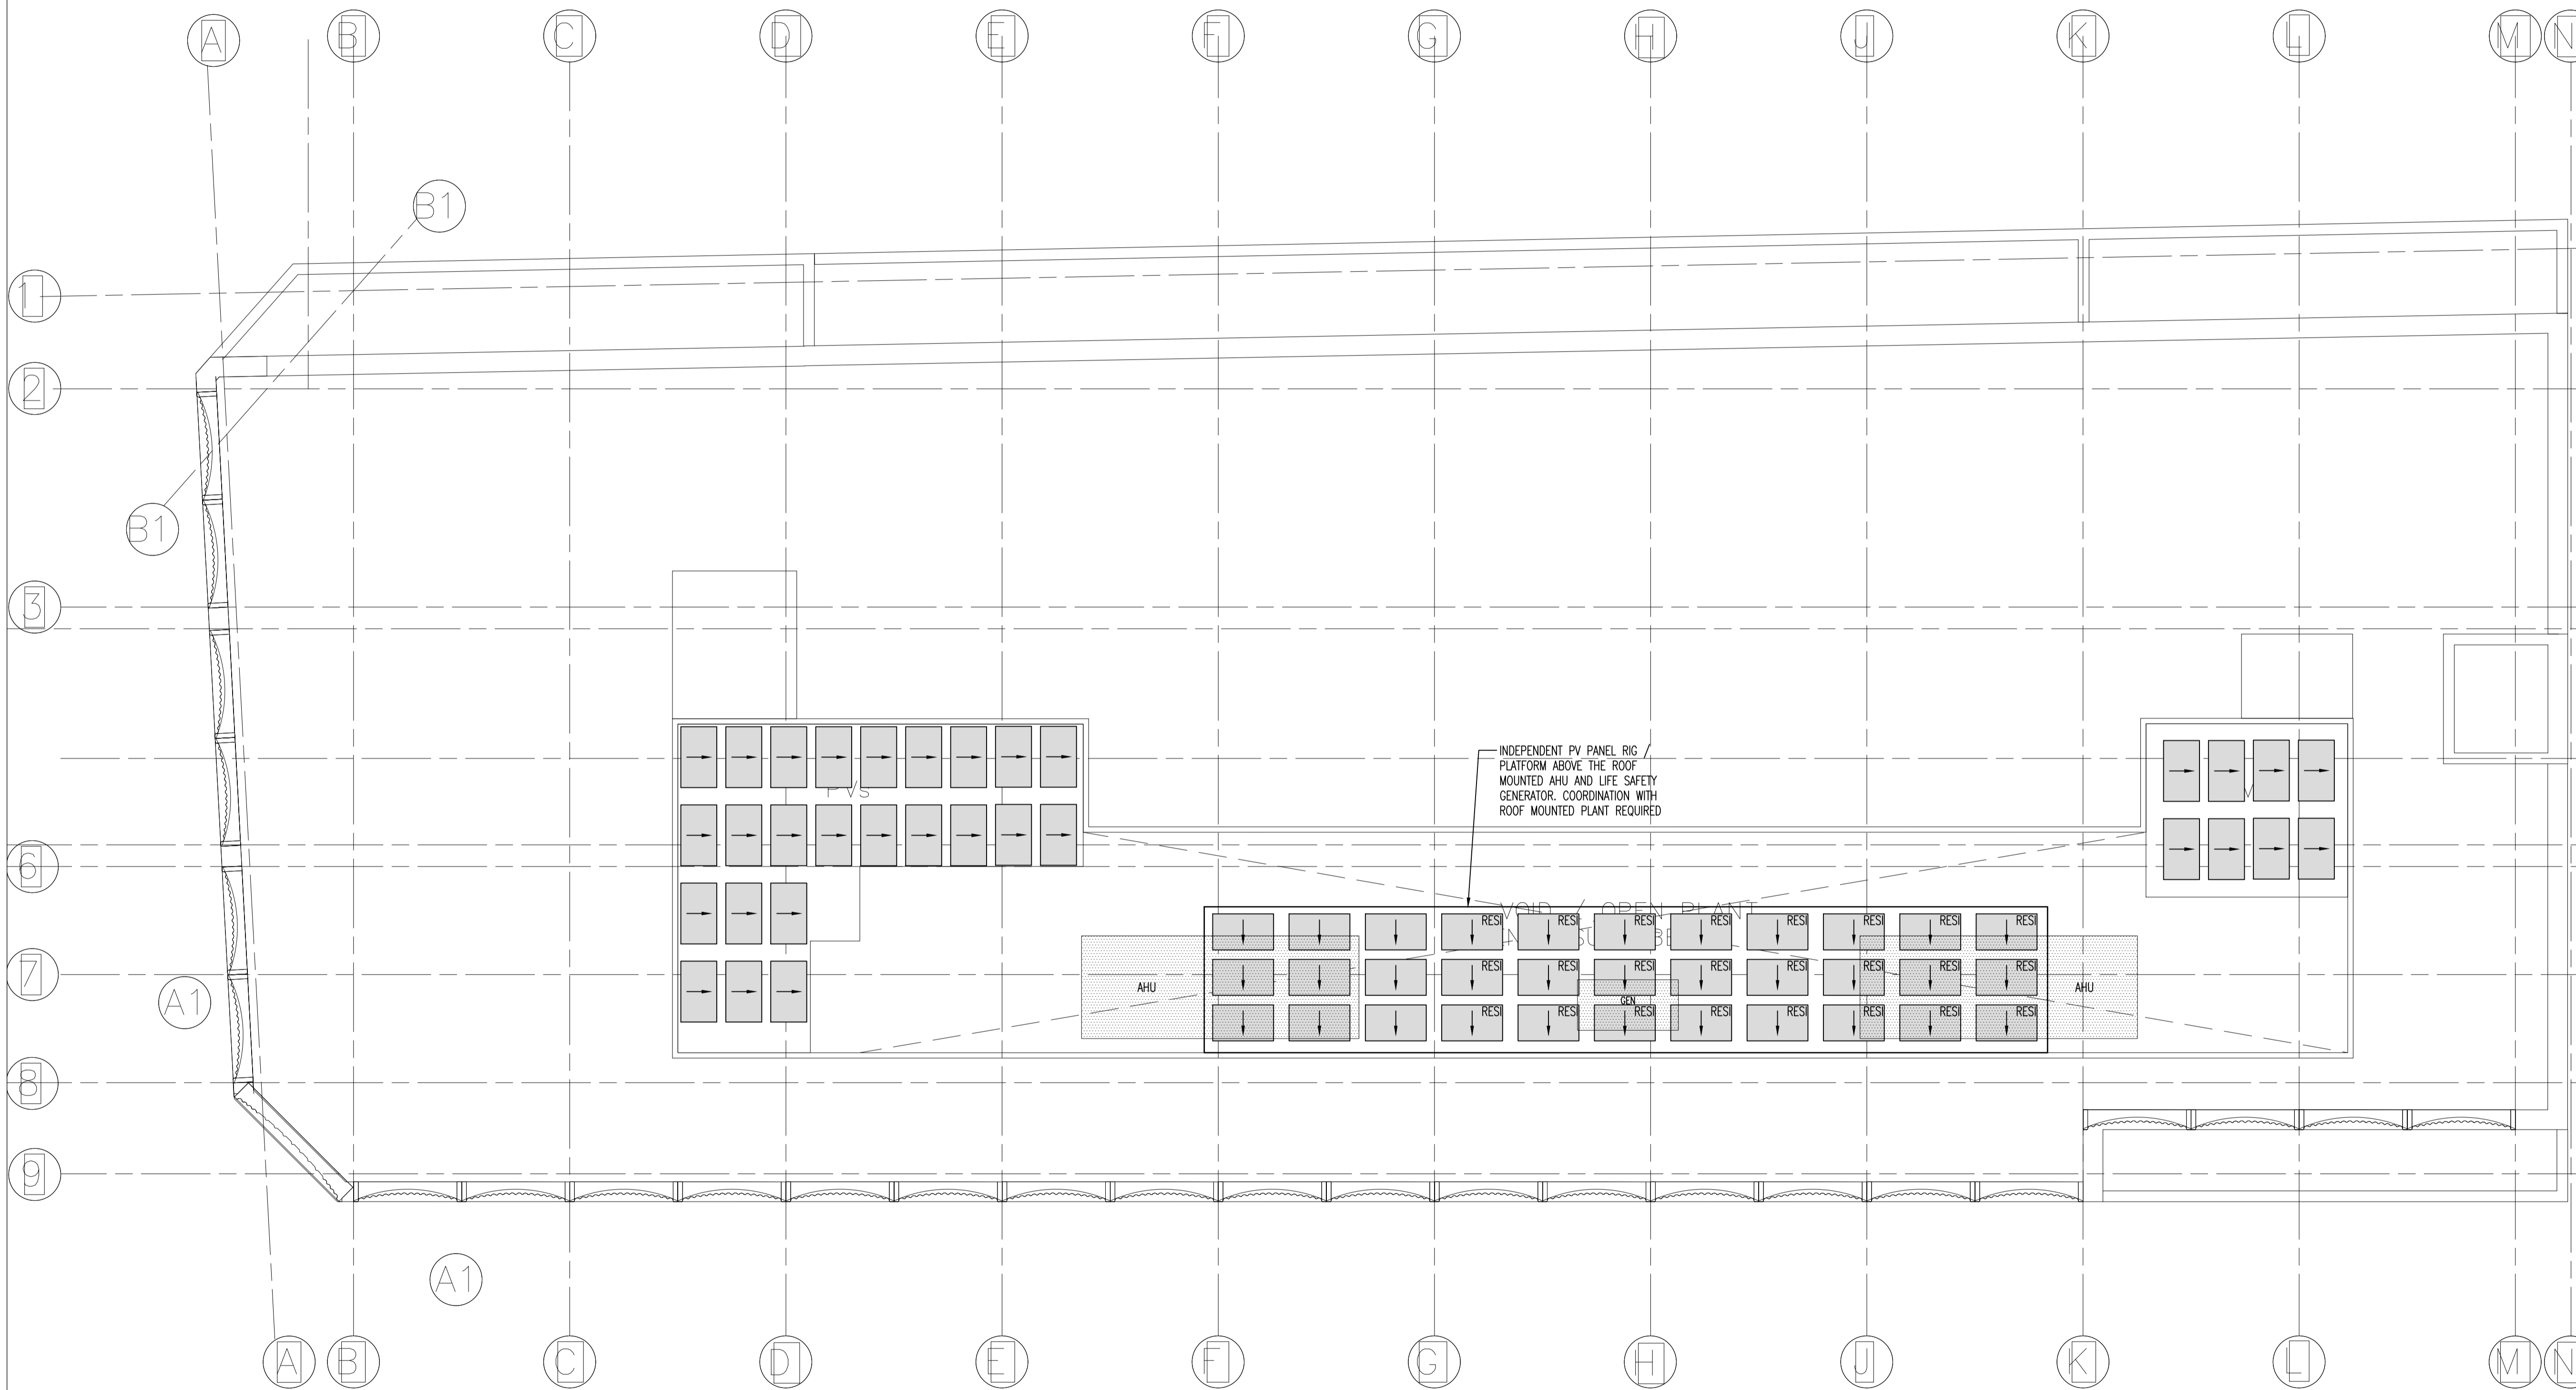 A B C D E F G H J K L M N
B1
1
2
B1
3
INDEPENDENT PV PANEL RIG /
PLATFORM ABOVE THE ROOF
MOUNTED AHU AND LIFE SAFETY
GENERATOR. COORDINATION WITH
ROOF MOUNTED PLANT REQUIRED
PVs
6
VOID / OPEN PLANT
RESI RESI RESI RESI RESI RESI RESI RESI
7
RESI RESI RESI RESI RESI RESI RESI RESI
AHU
AHU
A1
GEN
RESI RESI RESI RESI RESI RESI RESI RESI
8
9
A1
A B C D E F G H J K L M N